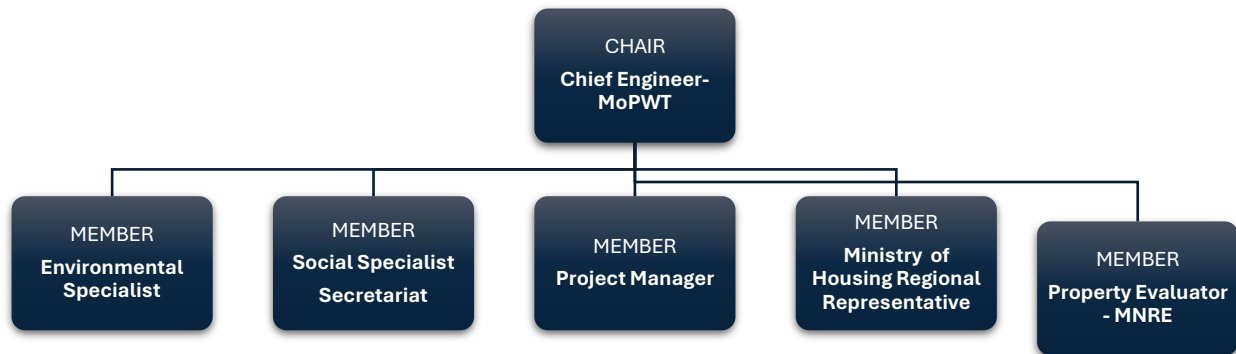 CHAIR
Chief Engineer-
MoPWT
MEMBER
Environmental
Specialist
MEMBER
Social Specialist
Secretariat
MEMBER
Project Manager
MEMBER
Ministry of
Housing Regional
Representative
MEMBER
Property Evaluator
- MNRE